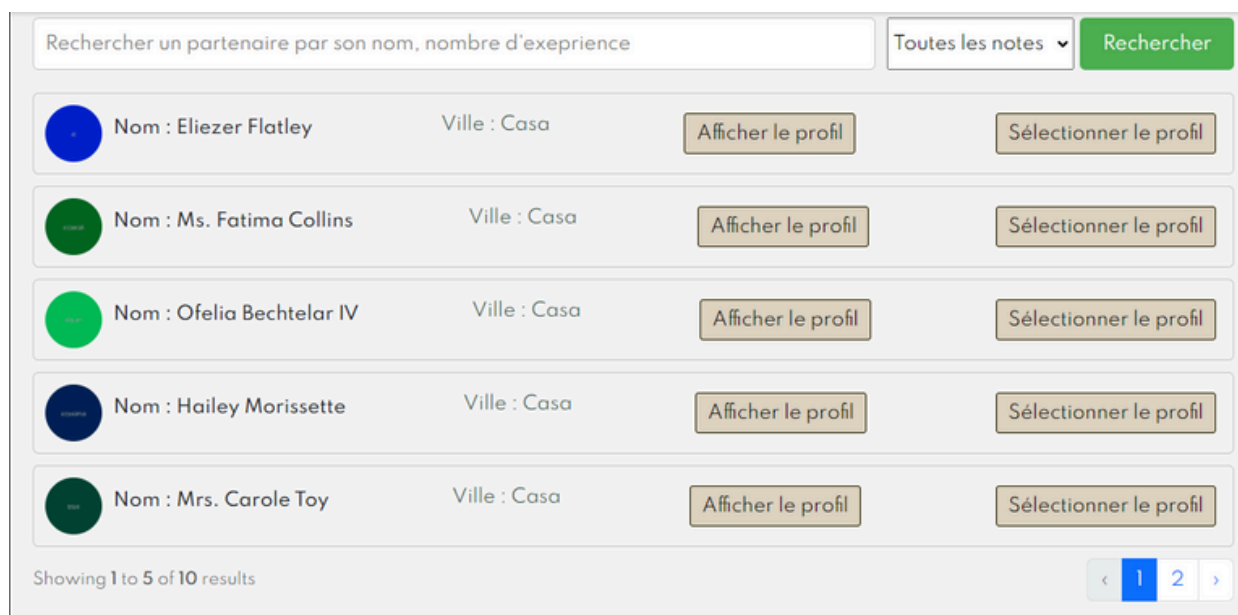 Rechercher un partenaire par son nom, nombre d'exeprience Toutes les notes Rechercher
Nom : Eliezer Flatley Ville : Casa Afficher le profil Sélectionner le profil
Nom : Ms. Fatima Collins Ville : Casa Afficher le profil Sélectionner le profil
Nom : Ofelia Bechtelar IV Ville : Casa Afficher le profil Sélectionner le profil
Nom : Hailey Morissette Ville : Casa Afficher le profil Sélectionner le profil
Nom : Mrs. Carole Toy Ville : Casa Afficher le profil Sélectionner le profil
Showing 1 to 5 of 10 results ‹ 1 2 ›